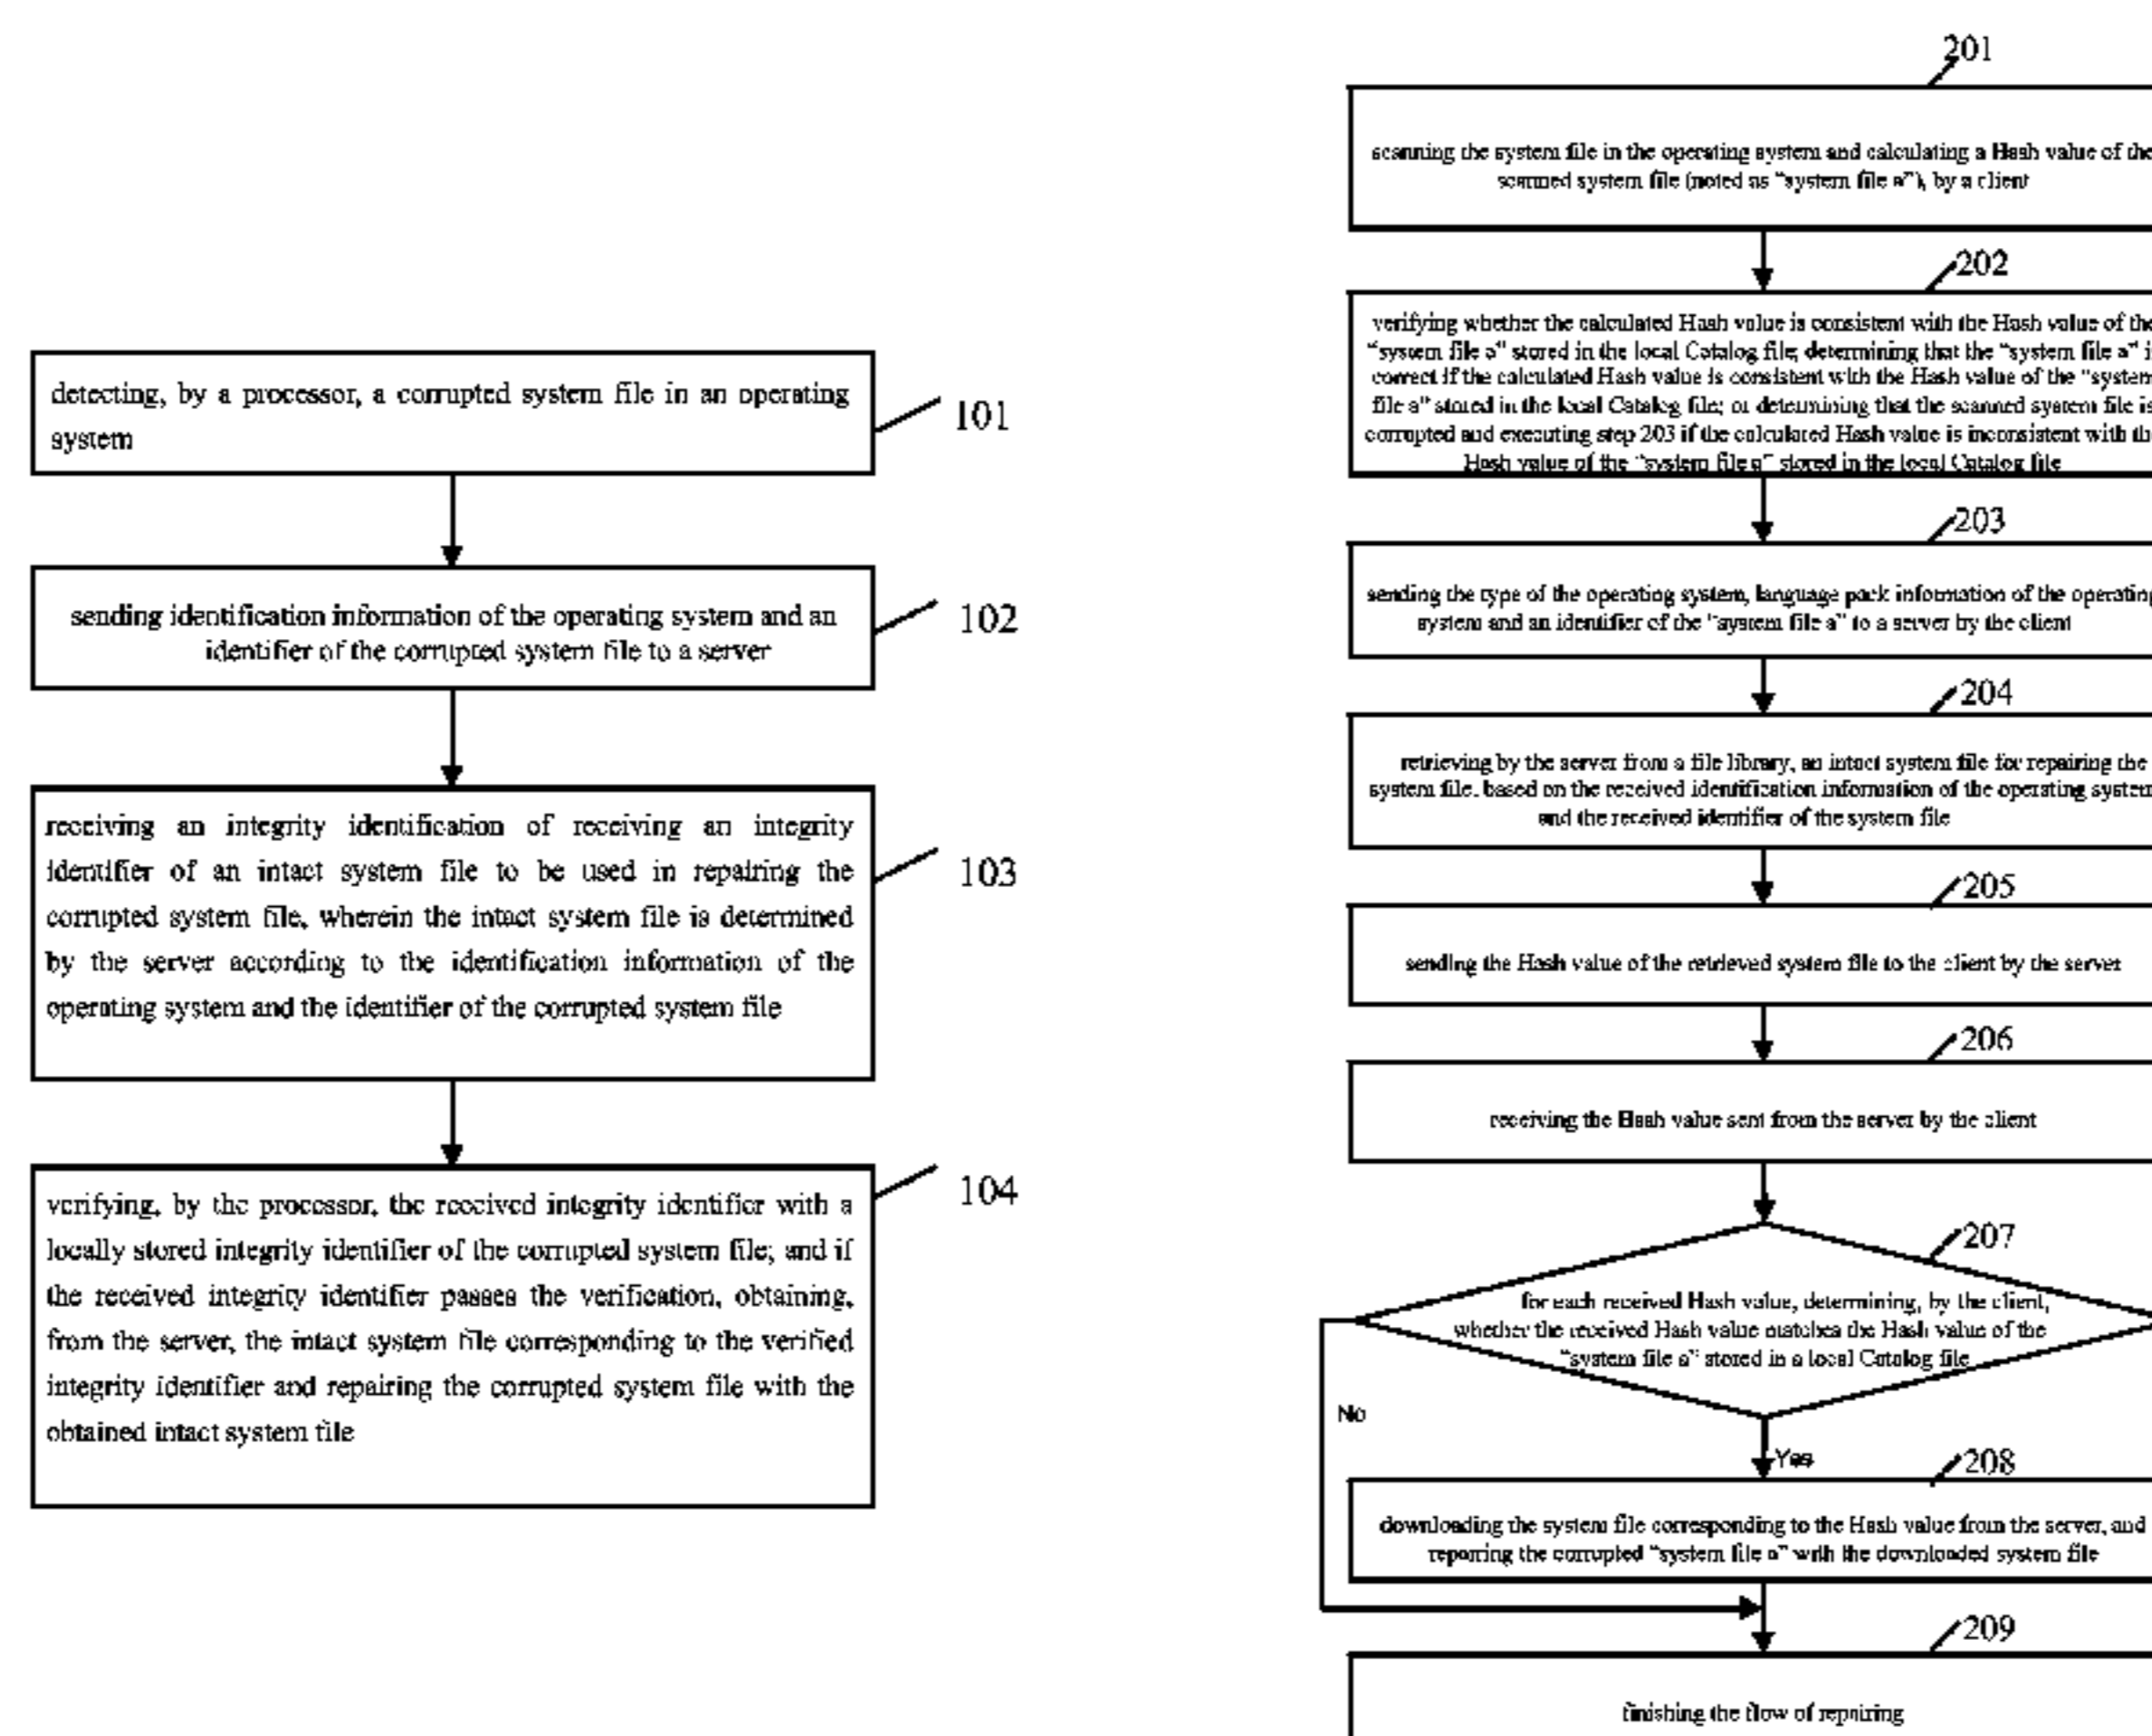 detecting, by a processor, a corrupted system file in an operating
system
101
sending identification information of the operating system and an
identifier of the corrupted system file to a server
102
receiving an integrity identification of receiving an integrity
identifier of an intact system file to be used in repairing the
corrupted system file, wherein the intact system file is determined
by the server according to the identification information of the
operating system and the identifier of the corrupted system file
103
verifying, by the processor, the received integrity identifier with a
locally stored integrity identifier of the corrupted system file; and if
the received integrity identifier passes the verification, obtaining,
from the server, the intact system file corresponding to the verified
integrity identifier and repairing the corrupted system file with the
obtained intact system file
104
201
scanning the system file in the operating system and calculating a Hash value of the
scanned system file (noted as “system file a”), by a client
202
verifying whether the calculated Hash value is consistent with the Hash value of the
“system file a” stored in the local Catalog file; determining that the “system file a”
correct if the calculated Hash value is consistent with the Hash value of the “system
file a” stored in the local Catalog file; or determining that the scanned system file is
corrupted and executing step 203 if the calculated Hash value is inconsistent with
Hash value of the “system file a” stored in the local Catalog file
203
sending the type of the operating system, language pack information of the operating
system and an identifier of the “system file a” to a server by the client
204
retrieving by the server from a file library, an intact system file for repairing the
system file, based on the received identification information of the operating system
and the received identifier of the system file
205
sending the Hash value of the retrieved system file to the client by the server
206
receiving the Hash value sent from the server by the client
207
for each received Hash value, determining, by the client,
whether the received Hash value matches the Hash value of the
“system file a” stored in a local Catalog file
No
Yes
208
downloading the system file corresponding to the Hash value from the server, and
repairing the corrupted “system file a” with the downloaded system file
209
finishing the flow of repairing